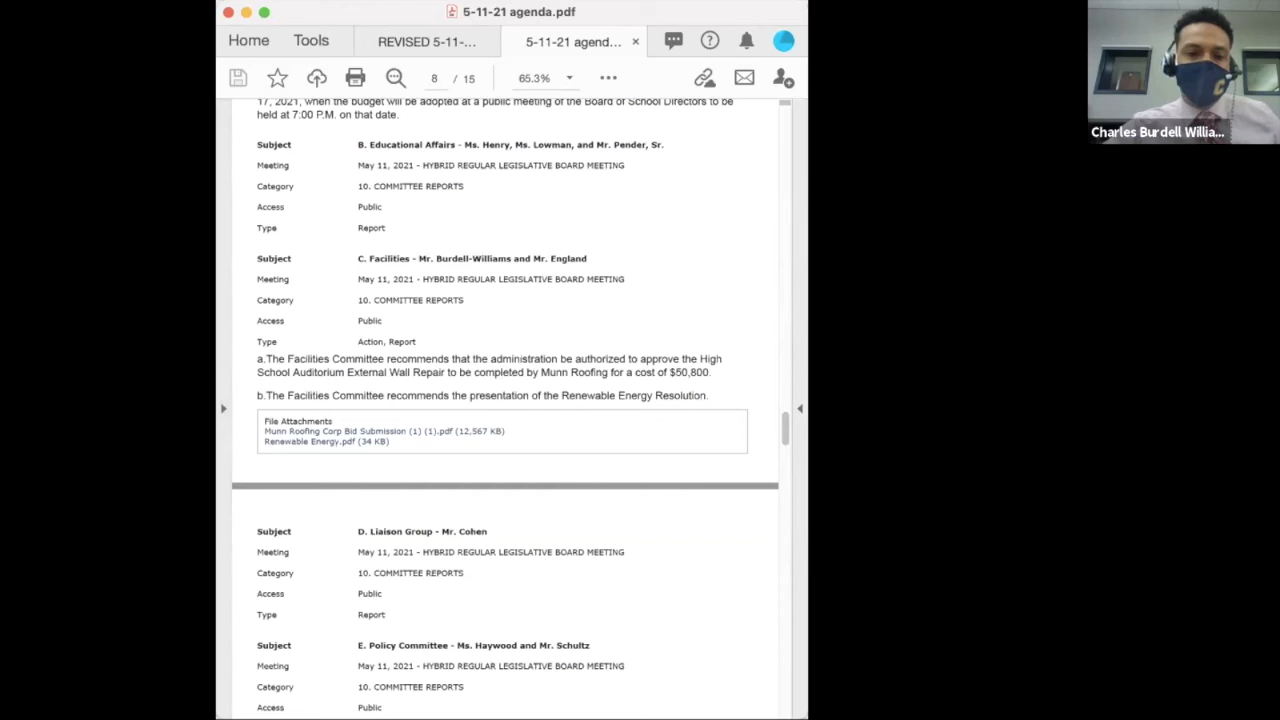 5-11-21 agenda.pdf
Home Tools REVISED 5-11-... 5-11-21 agend... ×
8 / 15 65.3%
17, 2021, when the budget will be adopted at a public meeting of the Board of School Directors to be
held at 7:00 P.M. on that date.
Subject B. Educational Affairs - Ms. Henry, Ms. Lowman, and Mr. Pender, Sr.
Meeting May 11, 2021 - HYBRID REGULAR LEGISLATIVE BOARD MEETING
Category 10. COMMITTEE REPORTS
Access Public
Type Report
Subject C. Facilities - Mr. Burdell-Williams and Mr. England
Meeting May 11, 2021 - HYBRID REGULAR LEGISLATIVE BOARD MEETING
Category 10. COMMITTEE REPORTS
Access Public
Type Action, Report
a.The Facilities Committee recommends that the administration be authorized to approve the High
School Auditorium External Wall Repair to be completed by Munn Roofing for a cost of $50,800.
b.The Facilities Committee recommends the presentation of the Renewable Energy Resolution.
File Attachments
Munn Roofing Corp Bid Submission (1) (1).pdf (12,567 KB)
Renewable Energy.pdf (34 KB)
Subject D. Liaison Group - Mr. Cohen
Meeting May 11, 2021 - HYBRID REGULAR LEGISLATIVE BOARD MEETING
Category 10. COMMITTEE REPORTS
Access Public
Type Report
Subject E. Policy Committee - Ms. Haywood and Mr. Schultz
Meeting May 11, 2021 - HYBRID REGULAR LEGISLATIVE BOARD MEETING
Category 10. COMMITTEE REPORTS
Access Public
C
Charles Burdell Willia...